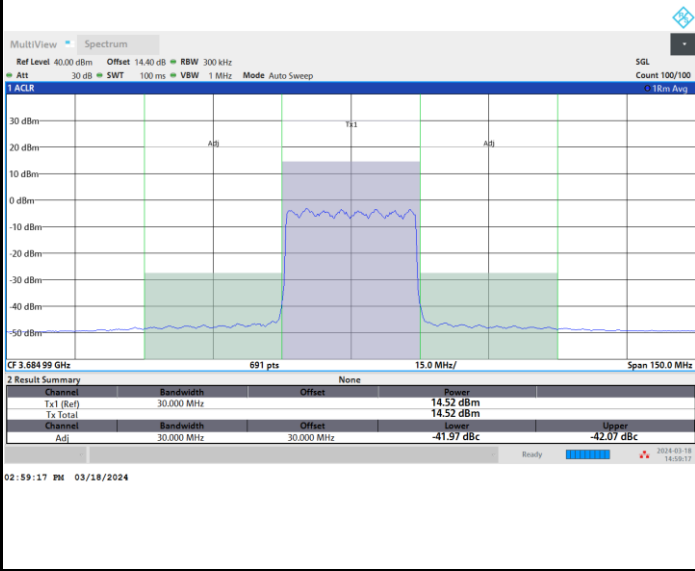 MultiView Spectrum
Ref Level 40.00 dBm Offset 14.40 dB RBW 300 kHz SGL
Att 30 dB SWT 100 ms VBW 1 MHz Mode Auto Sweep Count 100/100
1 ACLR 1Rm Avg
30 dBm
Tx1
20 dBm
Adj Adj
10 dBm
0 dBm
-10 dBm
-20 dBm
-30 dBm
-40 dBm
-50 dBm
CF 3.684 99 GHz 691 pts 15.0 MHz/ Span 150.0 MHz
2 Result Summary None
Channel Bandwidth Offset Power
Tx1 (Ref) 30.000 MHz 14.52 dBm
Tx Total 14.52 dBm
Channel Bandwidth Offset Lower Upper
Adj 30.000 MHz 30.000 MHz -41.97 dBc -42.07 dBc
Ready 2024-03-18
14:59:17
02:59:17 PM 03/18/2024